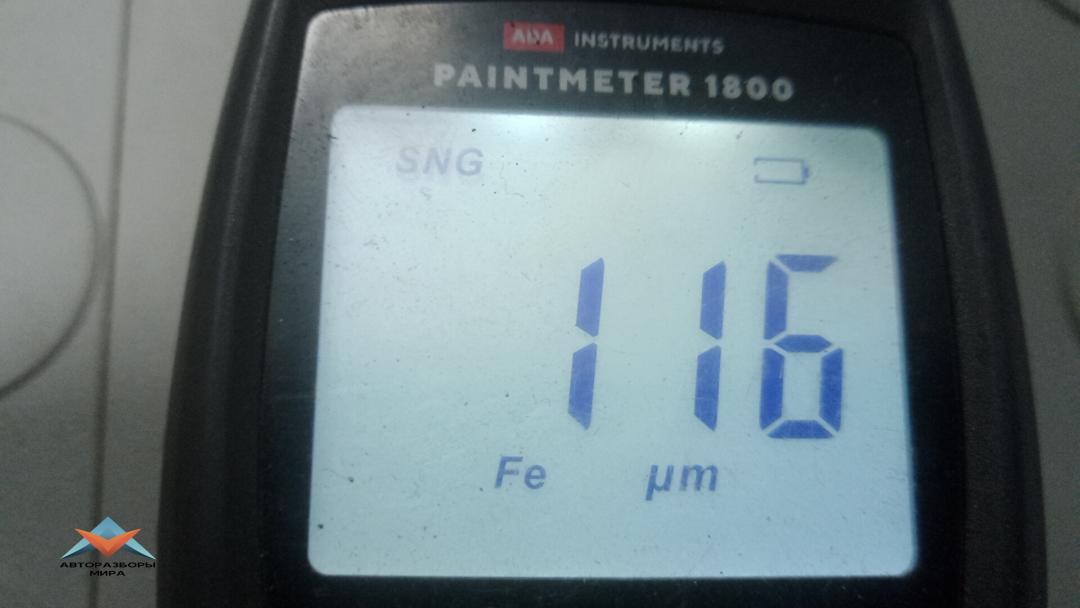 ADA INSTRUMENTS
PAINTMETER 1800
SNG
116
Fe µm
АВТОРАЗБОРЫ
МИРА